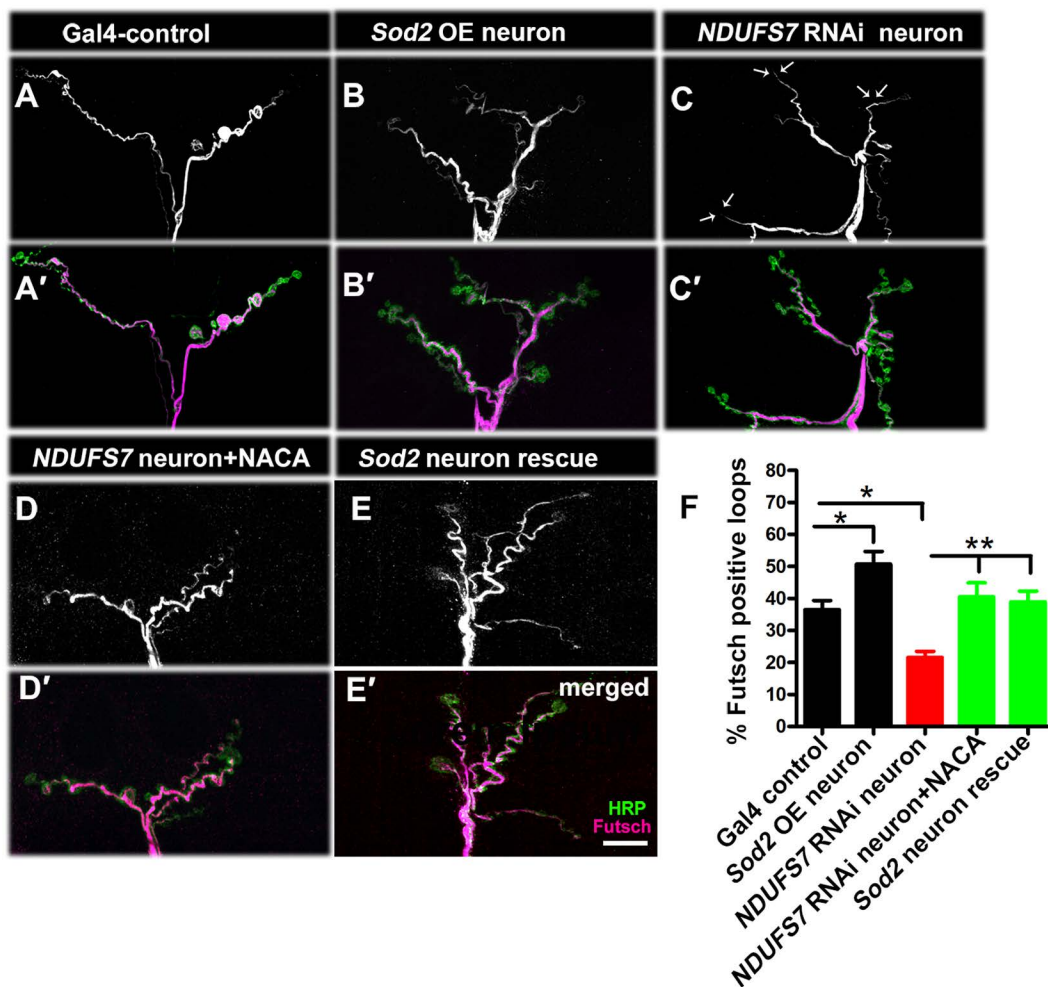 Gal4-control
Sod2 OE neuron
NDUFS7 RNAi neuron
A
B
C
A′
B′
C′
NDUFS7 neuron+NACA
Sod2 neuron rescue
D
E
D′
E′
merged
HRP
Futsch
F
% Futsch positive loops
80
70
60
50
40
30
20
10
0
*
*
**
Gal4 control
Sod2 OE neuron
NDUFS7 RNAi neuron
NDUFS7 RNAi neuron+NACA
Sod2 neuron rescue